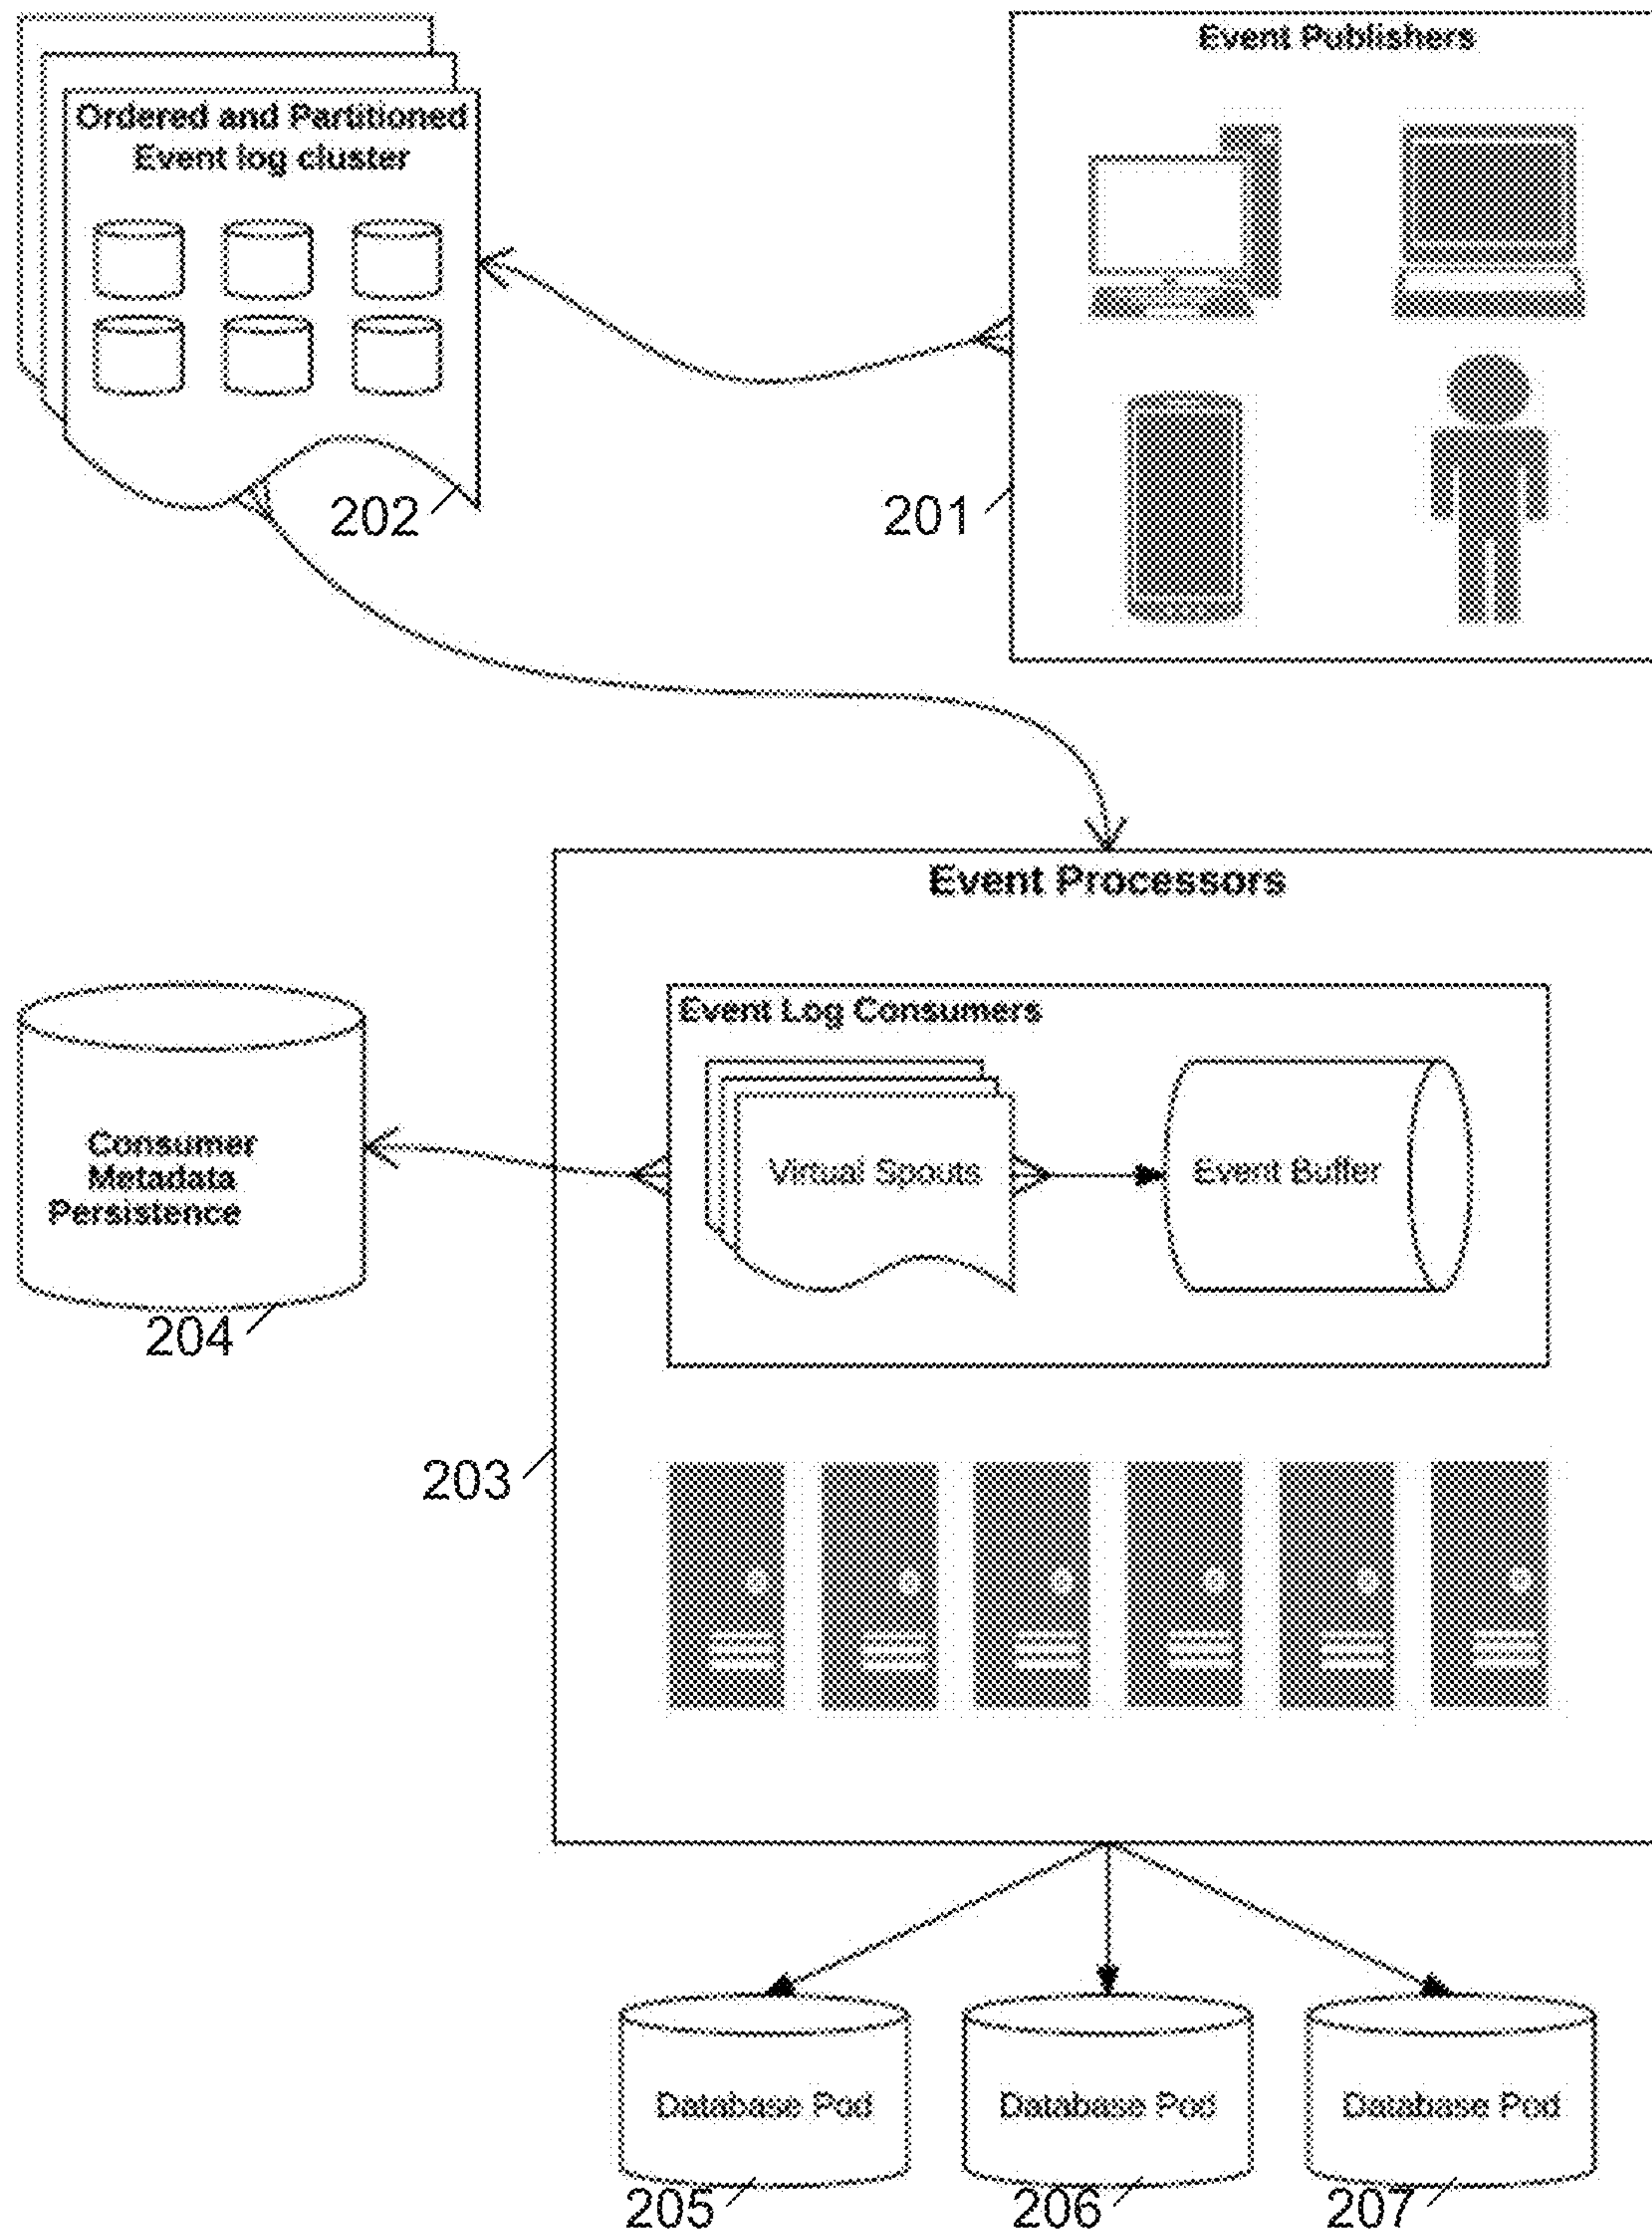 Event Publishers
Ordered and Partitioned
Event log cluster
202
201
Event Processors
Event Log Consumers
Virtual Spouts
Event Buffer
Consumer
Metadata
Persistence
204
203
Database Pod
Database Pod
Database Pod
205
206
207